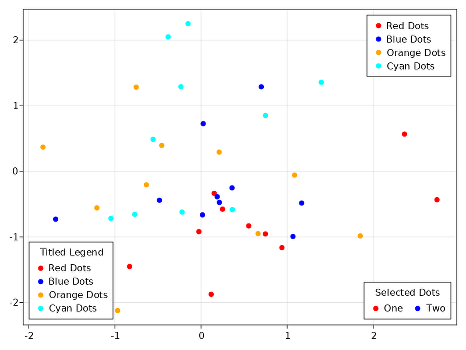 2
1
0
-1
-2
-2
-1
0
1
2
Red Dots
Blue Dots
Orange Dots
Cyan Dots
Titled Legend
Red Dots
Blue Dots
Orange Dots
Cyan Dots
Selected Dots
One Two